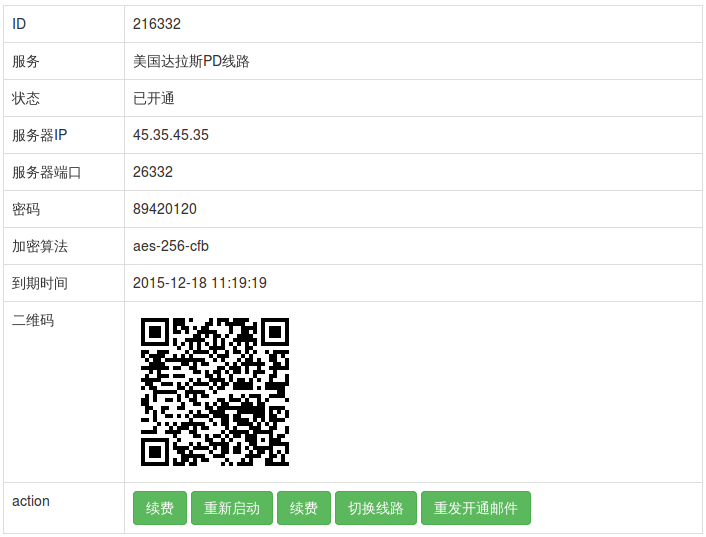 ID 216332
服务 美国达拉斯PD线路
状态 已开通
服务器IP 45.35.45.35
服务器端口 26332
密码 89420120
加密算法 aes-256-cfb
到期时间 2015-12-18 11:19:19
二维码
action 续费 重新启动 续费 切换线路 重发开通邮件